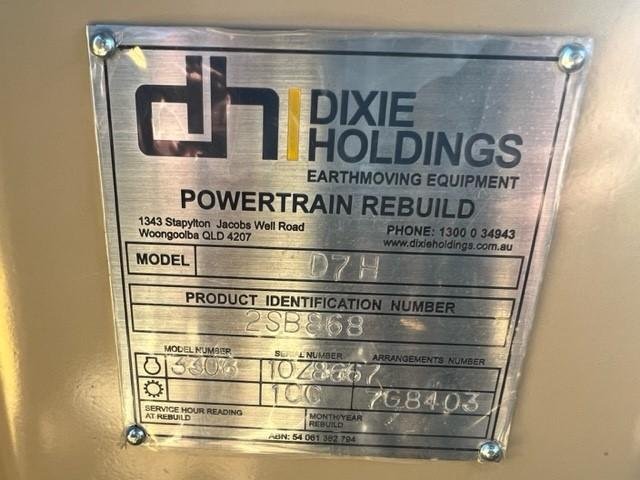 dh DIXIE
HOLDINGS
EARTHMOVING EQUIPMENT
POWERTRAIN REBUILD
1343 Stapylton Jacobs Well Road
Woongoolba QLD 4207
PHONE: 1300 0 34943
www.dixieholdings.com.au
MODEL D7H
PRODUCT IDENTIFICATION NUMBER
2SB868
MODEL NUMBER SERIAL NUMBER ARRANGEMENTS NUMBER
3306 10Z8667
7G8403
SERVICE HOUR READING
AT REBUILD
MONTH/YEAR
REBUILD
ABN: 54 061 382 794